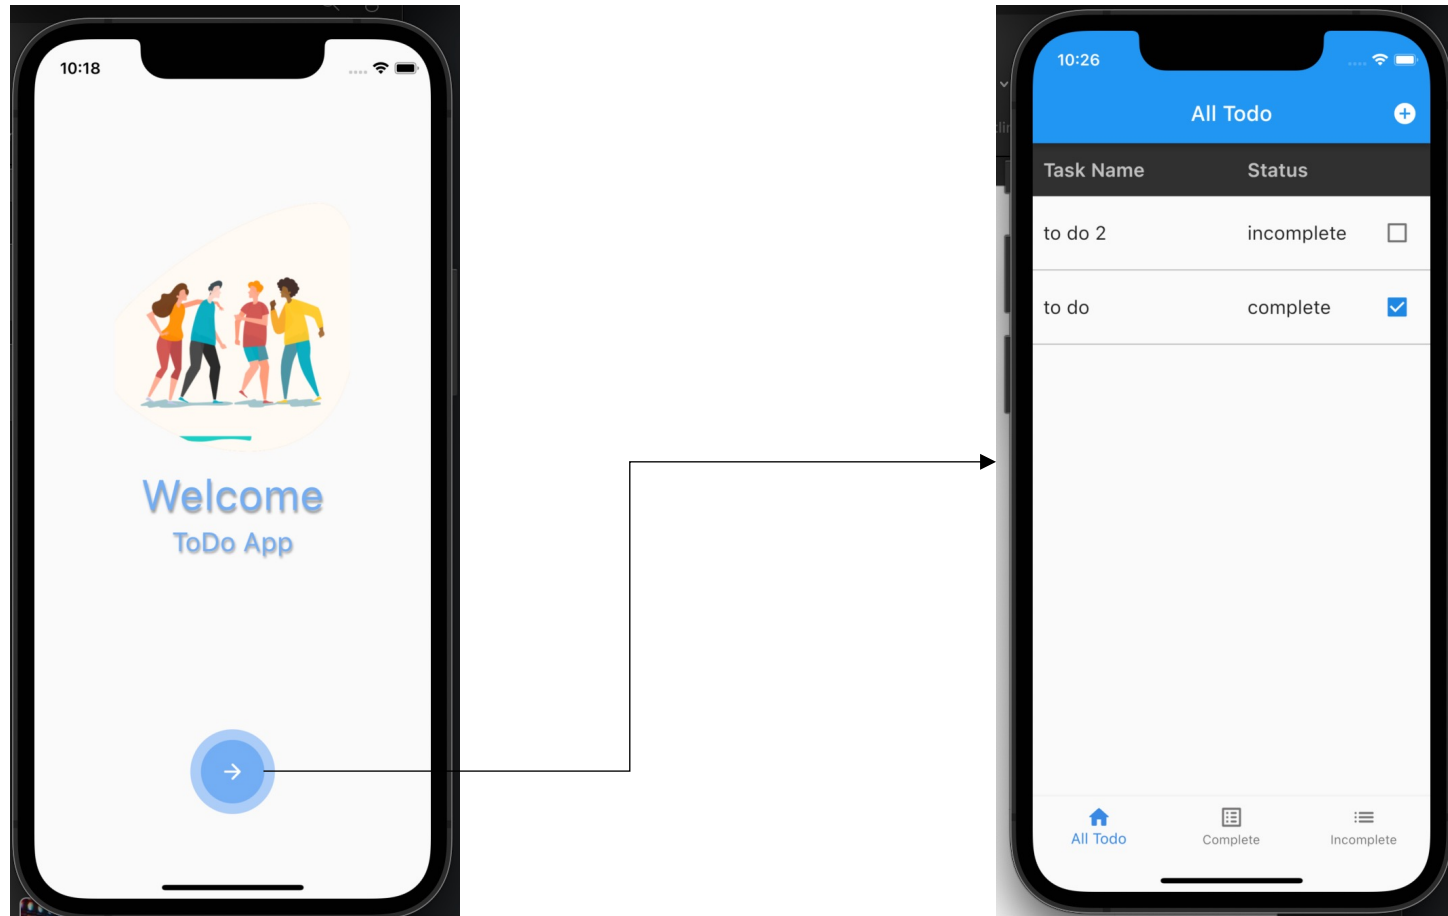 10:18
Welcome
ToDo App
10:26
All Todo
Task Name Status
to do 2 incomplete
to do complete
All Todo Complete Incomplete